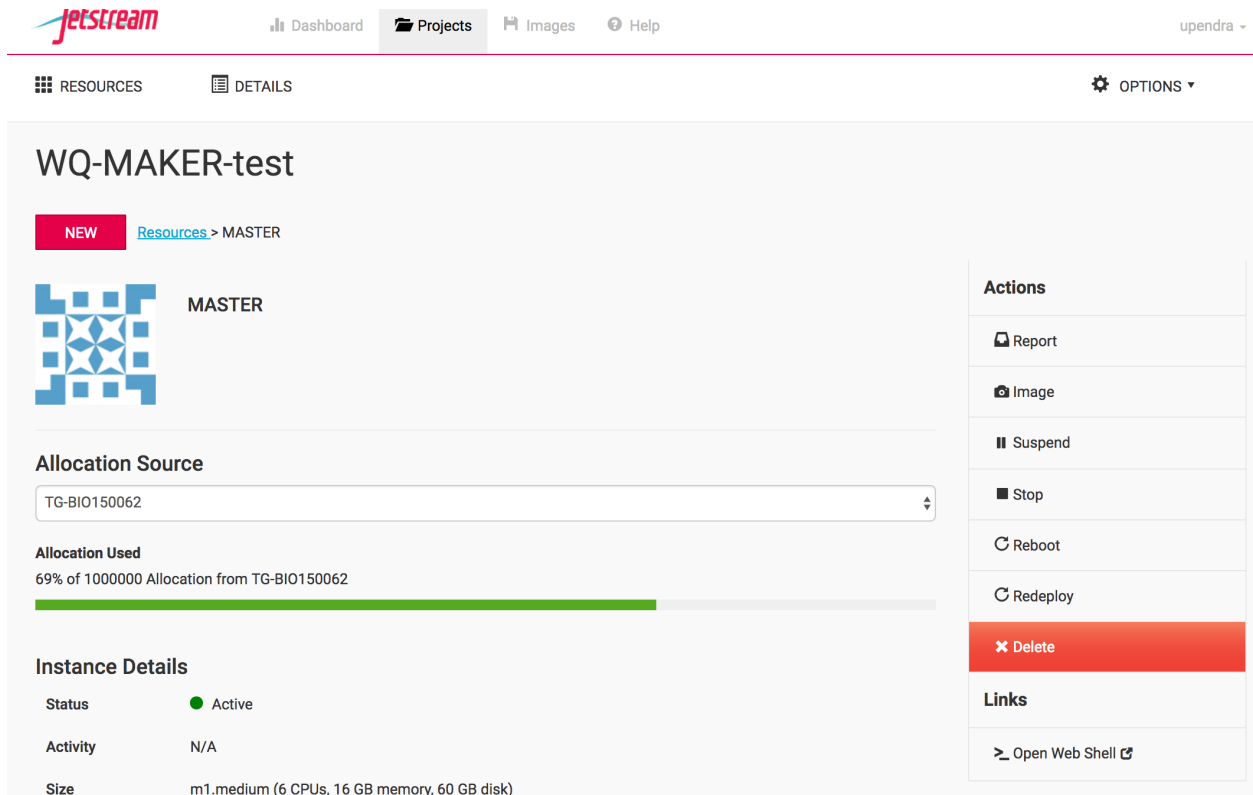 Jetstream
Dashboard Projects Images Help upendra
RESOURCES DETAILS OPTIONS
WQ-MAKER-test
NEW Resources > MASTER
MASTER
Allocation Source
TG-BIO150062
Allocation Used
69% of 1000000 Allocation from TG-BIO150062
Instance Details
Status Active
Activity N/A
Size m1.medium (6 CPUs, 16 GB memory, 60 GB disk)
Actions
Report
Image
Suspend
Stop
Reboot
Redeploy
Delete
Links
Open Web Shell